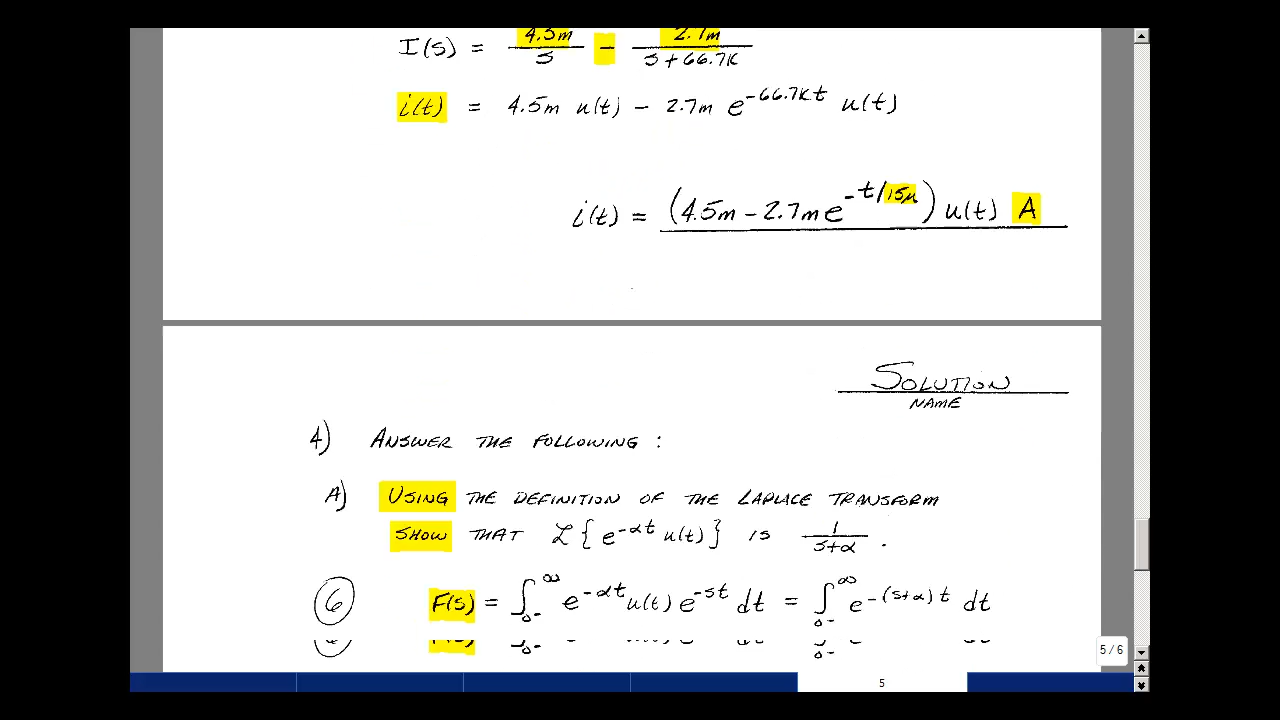 I(s) = 4.5m/s - 2.7m/s+66.7K
i(t) = 4.5m u(t) - 2.7m e^-66.7Kt u(t)
i(t) = (4.5m - 2.7m e^-t/15μ) u(t) A
SOLUTION
NAME
4) ANSWER THE FOLLOWING :
A) USING THE DEFINITION OF THE LAPLACE TRANSFORM
SHOW THAT ℒ{e^-αt u(t)} IS 1/s+α .
6 F(s) = ∫0-^∞ e^-αt u(t) e^-st dt = ∫0-^∞ e^-(s+α)t dt
5 / 6
5